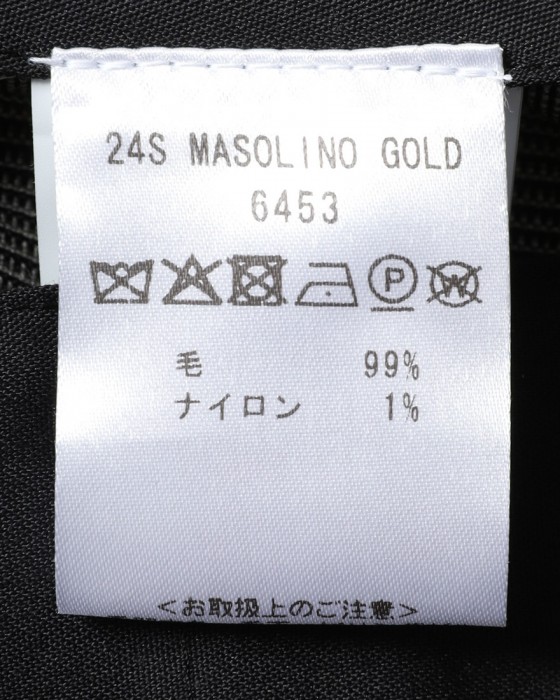 24S MASOLINO GOLD
6453
P W
毛 99%
ナイロン 1%
<お取扱上のご注意>